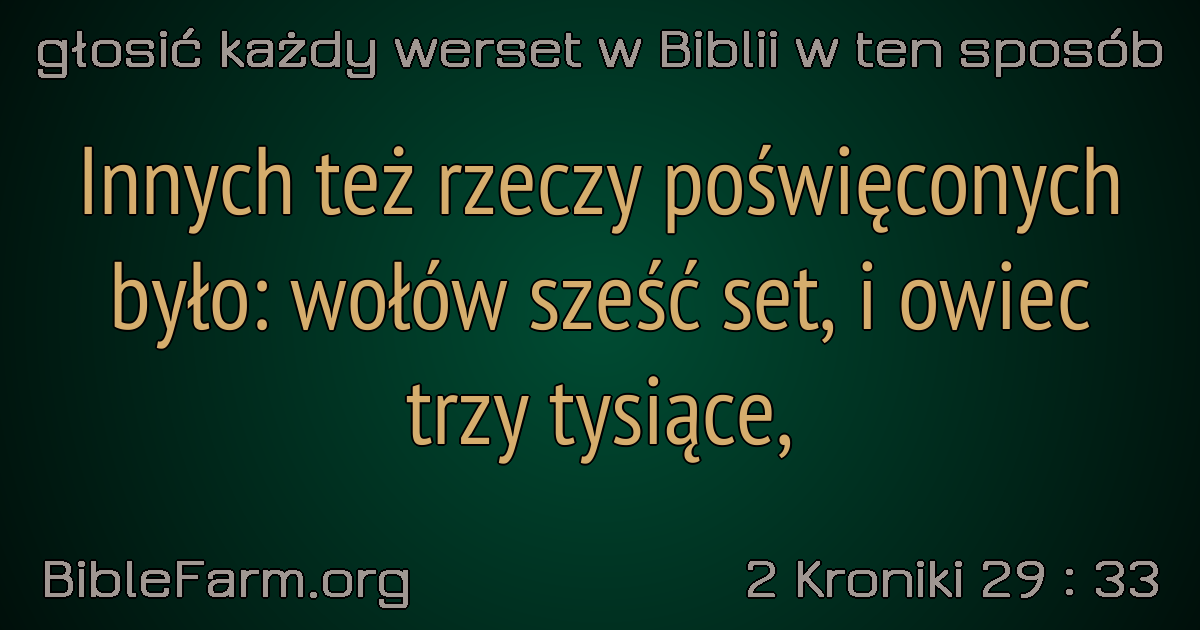 głosić każdy werset w Biblii w ten sposób
Innych też rzeczy poświęconych
było: wołów sześć set, i owiec
trzy tysiące,
BibleFarm.org
2 Kroniki 29 : 33